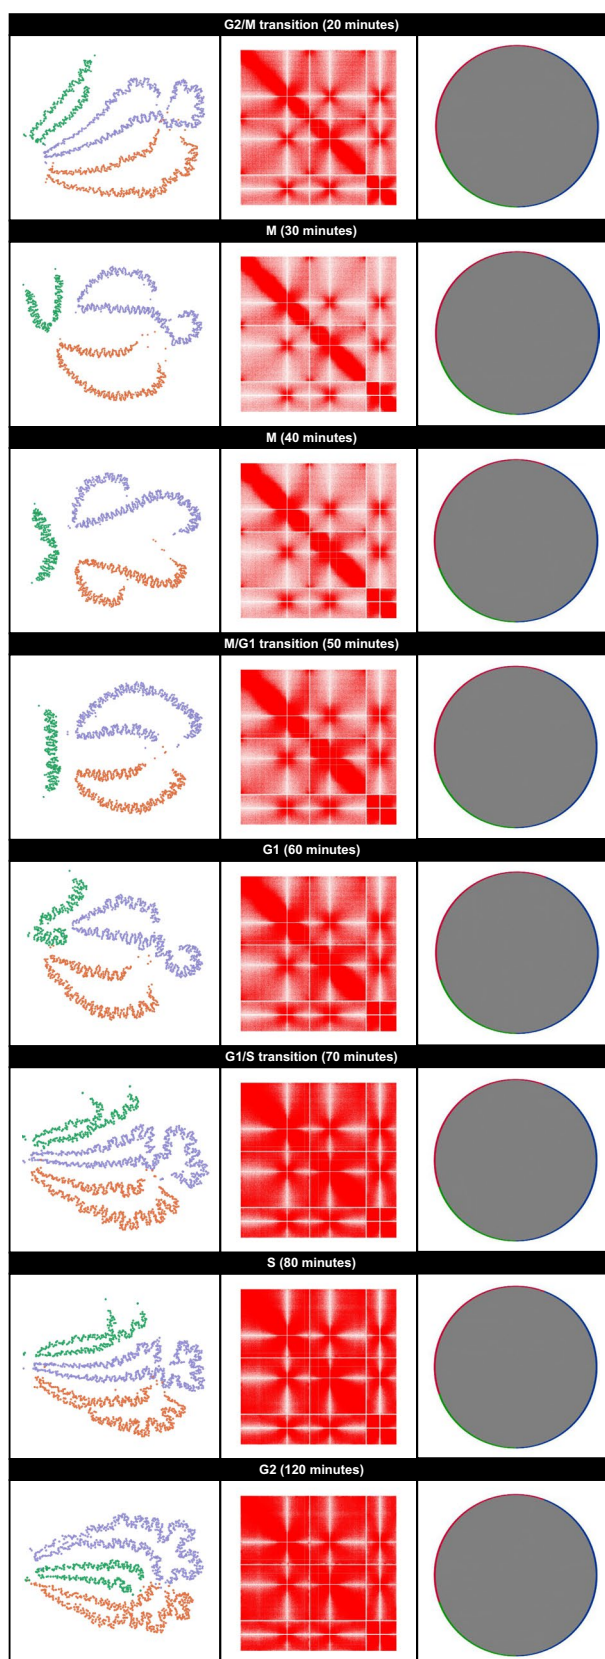 G2/M transition (20 minutes)
M (30 minutes)
M (40 minutes)
M/G1 transition (50 minutes)
G1 (60 minutes)
G1/S transition (70 minutes)
S (80 minutes)
G2 (120 minutes)